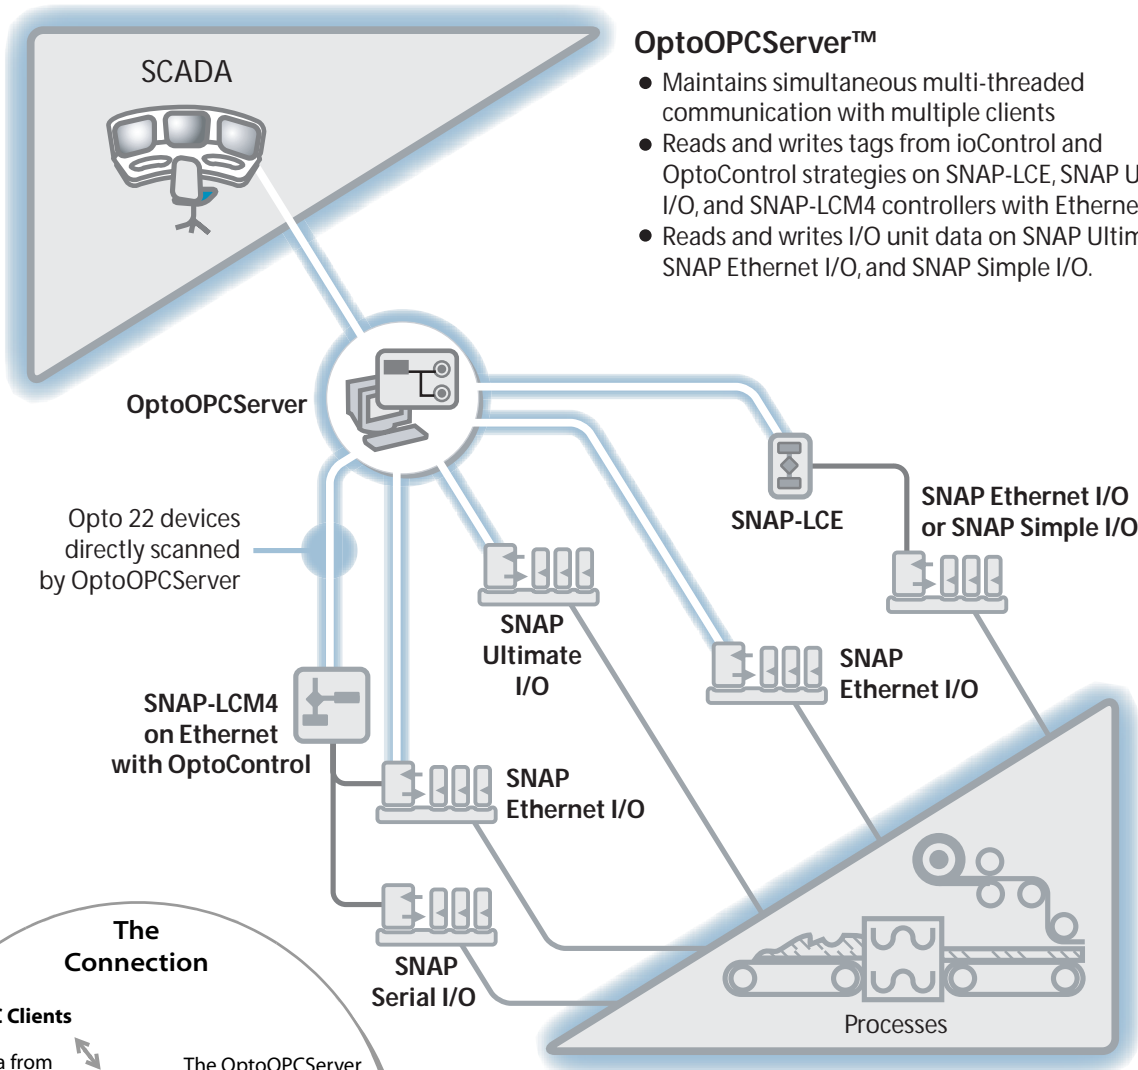 SCADA
OptoOPCServer™
● Maintains simultaneous multi-threaded
communication with multiple clients
● Reads and writes tags from ioControl and
OptoControl strategies on SNAP-LCE, SNAP U
I/O, and SNAP-LCM4 controllers with Etherne
● Reads and writes I/O unit data on SNAP Ultim
SNAP Ethernet I/O, and SNAP Simple I/O.
OptoOPCServer
Opto 22 devices
directly scanned
by OptoOPCServer
SNAP-LCE
SNAP Ethernet I/O
or SNAP Simple I/O
SNAP
Ultimate
I/O
SNAP
Ethernet I/O
SNAP-LCM4
on Ethernet
with OptoControl
SNAP
Ethernet I/O
SNAP
Serial I/O
Processes
The
Connection
Clients
a from
The OptoOPCServer